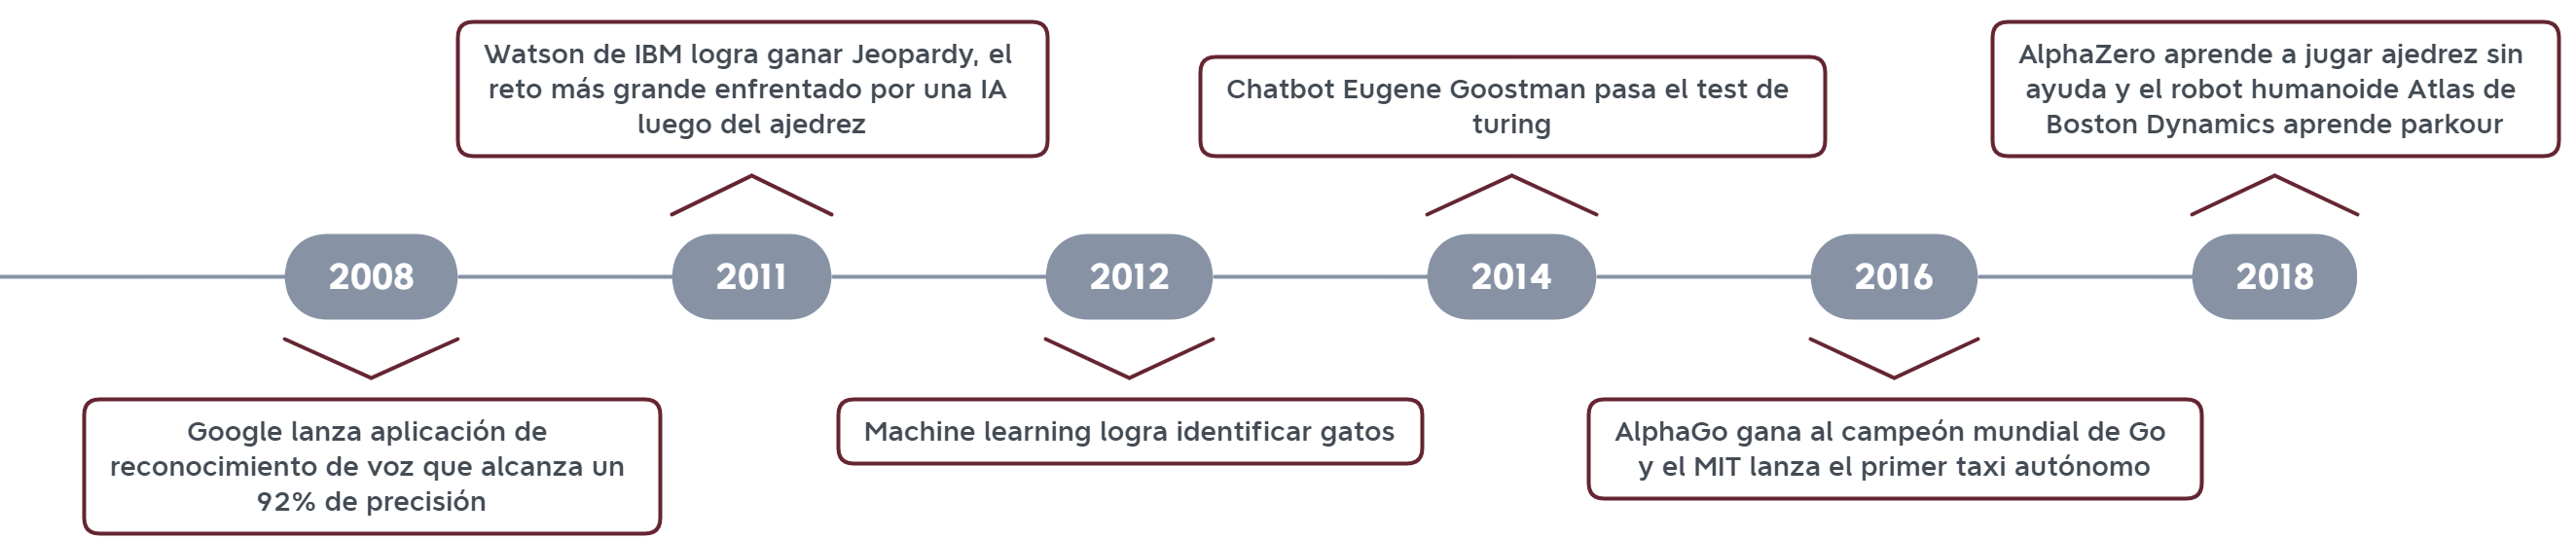 Watson de IBM logra ganar Jeopardy, el
reto más grande enfrentado por una IA
luego del ajedrez
Chatbot Eugene Goostman pasa el test de
turing
AlphaZero aprende a jugar ajedrez sin
ayuda y el robot humanoide Atlas de
Boston Dynamics aprende parkour
2008
2011
2012
2014
2016
2018
Google lanza aplicación de
reconocimiento de voz que alcanza un
92% de precisión
Machine learning logra identificar gatos
AlphaGo gana al campeón mundial de Go
y el MIT lanza el primer taxi autónomo